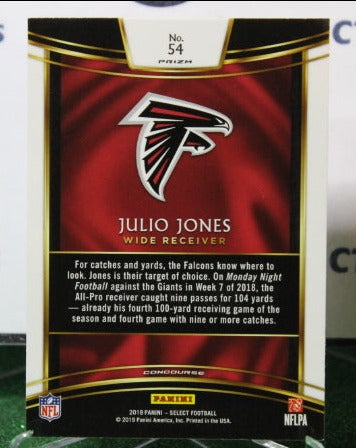 No.
54
PRIZM
JULIO JONES
WIDE RECEIVER
For catches and yards, the Falcons know where to
look. Jones is their target of choice. On Monday Night
Football against the Giants in Week 7 of 2018, the
All-Pro receiver caught nine passes for 104 yards
— already his fourth 100-yard receiving game of the
season and fourth game with nine or more catches.
CONCOURSE
NFL
PANINI
NFLPA
2018 PANINI – SELECT FOOTBALL
© 2019 Panini America, Inc. Printed in the USA.